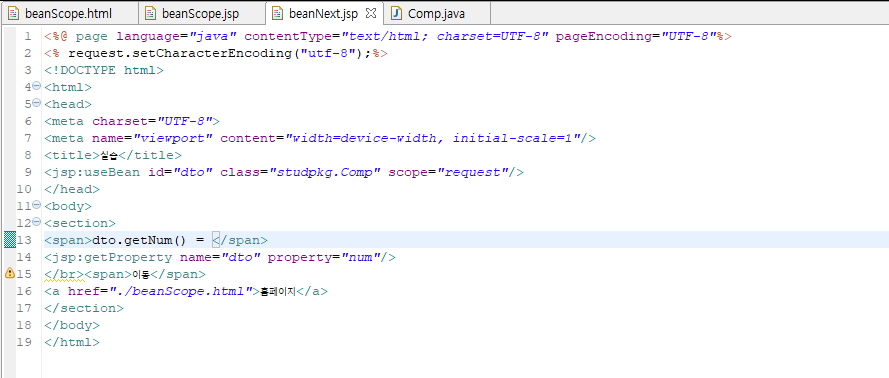 beanScope.html beanScope.jsp beanNext.jsp Comp.java
1 <%@ page language="java" contentType="text/html; charset=UTF-8" pageEncoding="UTF-8"%>
2 <% request.setCharacterEncoding("utf-8");%>
3 <!DOCTYPE html>
4 <html>
5 <head>
6 <meta charset="UTF-8">
7 <meta name="viewport" content="width=device-width, initial-scale=1"/>
8 <title>실습</title>
9 <jsp:useBean id="dto" class="studpkg.Comp" scope="request"/>
10 </head>
11 <body>
12 <section>
13 <span>dto.getNum() = </span>
14 <jsp:getProperty name="dto" property="num"/>
15 </br><span>이동</span>
16 <a href="./beanScope.html">홈페이지</a>
17 </section>
18 </body>
19 </html>